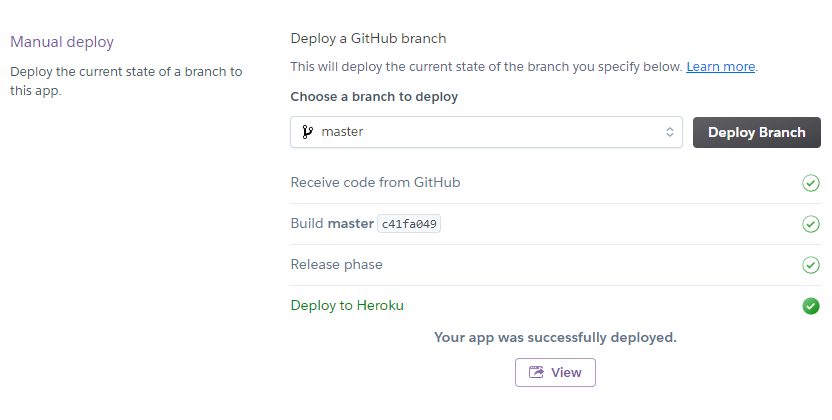 Manual deploy
Deploy the current state of a branch to
this app.
Deploy a GitHub branch
This will deploy the current state of the branch you specify below. Learn more.
Choose a branch to deploy
master
Deploy Branch
Receive code from GitHub
Build master c41fa049
Release phase
Deploy to Heroku
Your app was successfully deployed.
View